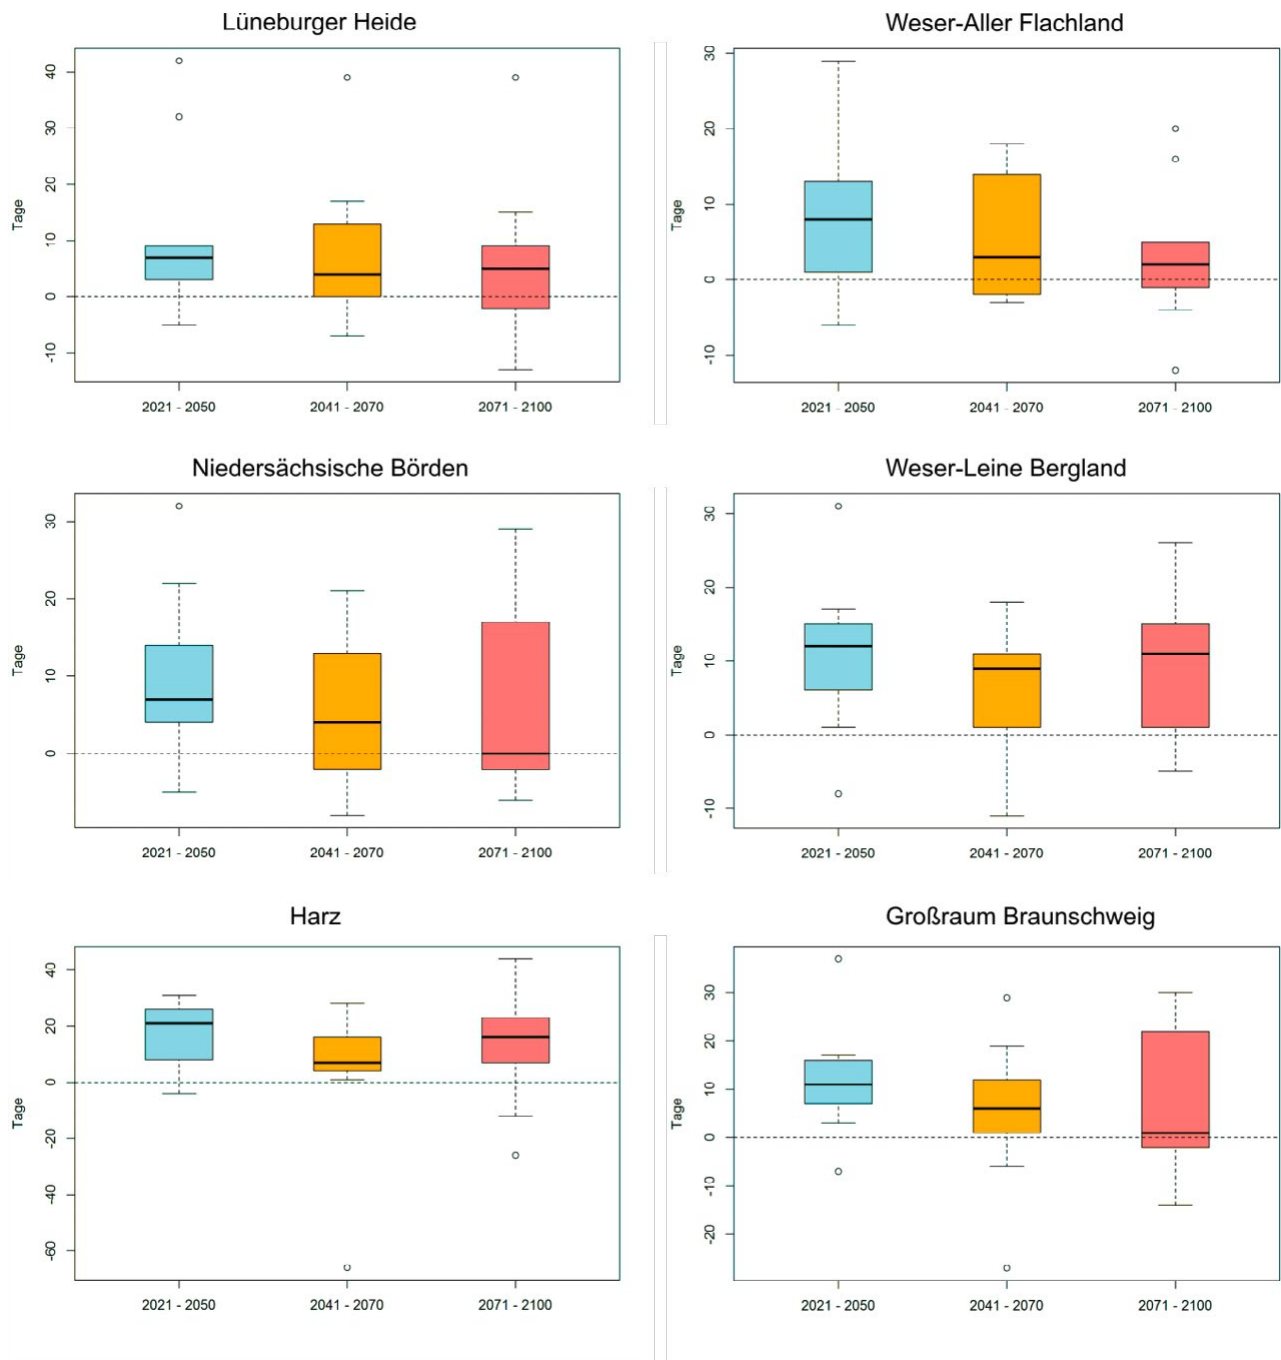 Lüneburger Heide
Tage
40
30
20
10
0
-10
2021 - 2050
2041 - 2070
2071 - 2100
Weser-Aller Flachland
Tage
30
20
10
0
-10
2021 - 2050
2041 - 2070
2071 - 2100
Niedersächsische Börden
Tage
30
20
10
0
2021 - 2050
2041 - 2070
2071 - 2100
Weser-Leine Bergland
Tage
30
20
10
0
-10
2021 - 2050
2041 - 2070
2071 - 2100
Harz
Tage
40
20
0
-20
-40
-60
2021 - 2050
2041 - 2070
2071 - 2100
Großraum Braunschweig
Tage
30
20
10
0
-10
-20
2021 - 2050
2041 - 2070
2071 - 2100